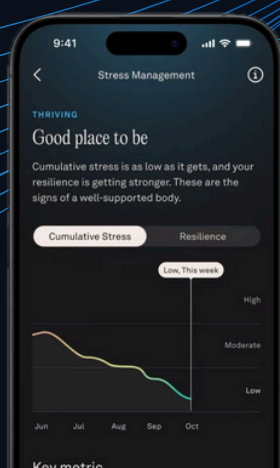 9:41
Stress Management
THRIVING
Good place to be
Cumulative stress is as low as it gets, and your
resilience is getting stronger. These are the
signs of a well-supported body.
Cumulative Stress Resilience
Low, This week
High
Moderate
Low
Jun Jul Aug Sep Oct
Key metric